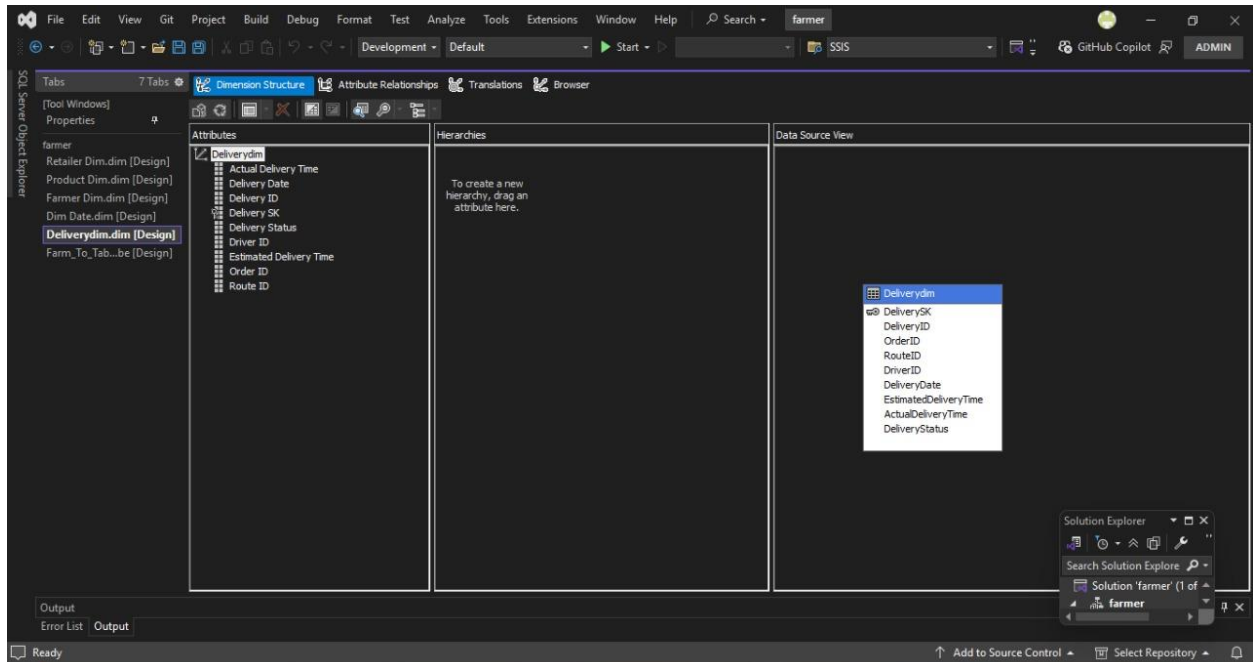 File Edit View Git Project Build Debug Format Test Analyze Tools Extensions Window Help Search farmer
Development Default Start SSIS GitHub Copilot ADMIN
SQL Server Object Explorer
Tabs 7 Tabs
[Tool Windows]
Properties
farmer
Retailer Dim.dim [Design]
Product Dim.dim [Design]
Farmer Dim.dim [Design]
Dim Date.dim [Design]
Deliverydim.dim [Design]
Farm_To_Tab...be [Design]
Dimension Structure Attribute Relationships Translations Browser
Attributes
Deliverydim
Actual Delivery Time
Delivery Date
Delivery ID
Delivery SK
Delivery Status
Driver ID
Estimated Delivery Time
Order ID
Route ID
Hierarchies
To create a new
hierarchy, drag an
attribute here.
Data Source View
Deliverydim
DeliverySK
DeliveryID
OrderID
RouteID
DriverID
DeliveryDate
EstimatedDeliveryTime
ActualDeliveryTime
DeliveryStatus
Solution Explorer
Search Solution Explore
Solution 'farmer' (1 of
farmer
Output
Error List Output
Ready Add to Source Control Select Repository